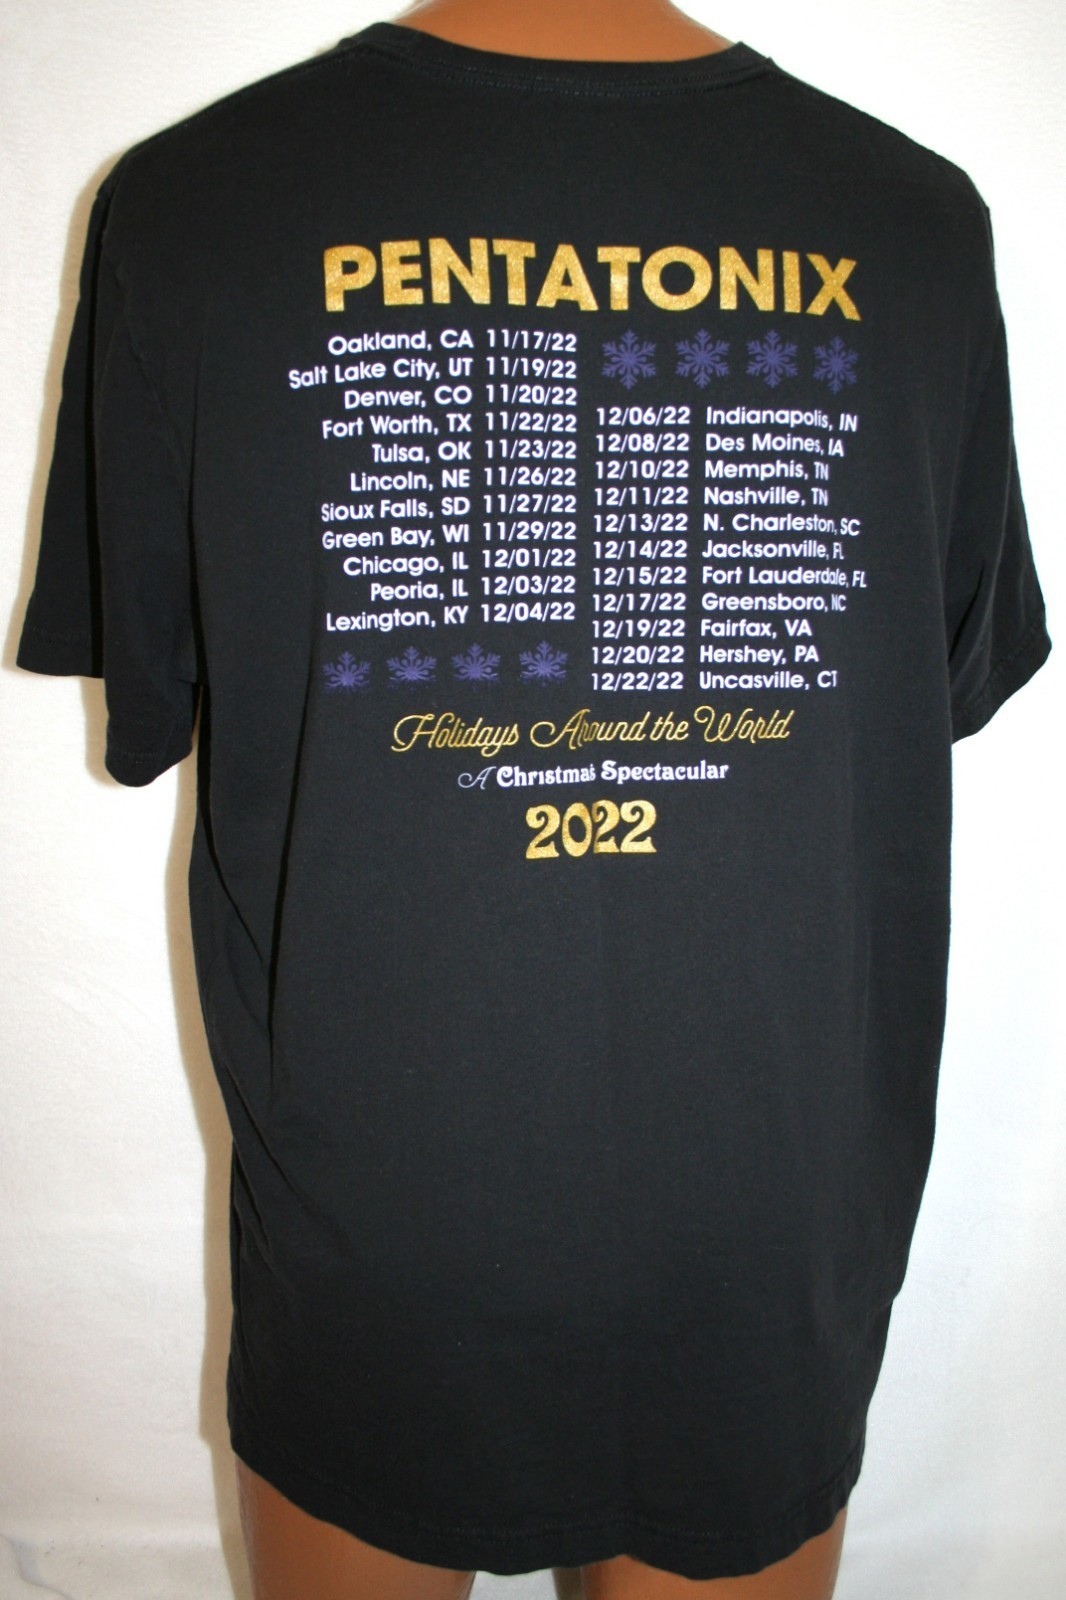 PENTATONIX
Oakland, CA 11/17/22
Salt Lake City, UT 11/19/22
Denver, CO 11/20/22
Fort Worth, TX 11/22/22
Tulsa, OK 11/23/22
Lincoln, NE 11/26/22
Sioux Falls, SD 11/27/22
Green Bay, WI 11/29/22
Chicago, IL 12/01/22
Peoria, IL 12/03/22
Lexington, KY 12/04/22
12/06/22 Indianapolis, IN
12/08/22 Des Moines, IA
12/10/22 Memphis, TN
12/11/22 Nashville, TN
12/13/22 N. Charleston, SC
12/14/22 Jacksonville, FL
12/15/22 Fort Lauderdale, FL
12/17/22 Greensboro, NC
12/19/22 Fairfax, VA
12/20/22 Hershey, PA
12/22/22 Uncasville, CT
Holidays Around the World
A Christmas Spectacular
2022